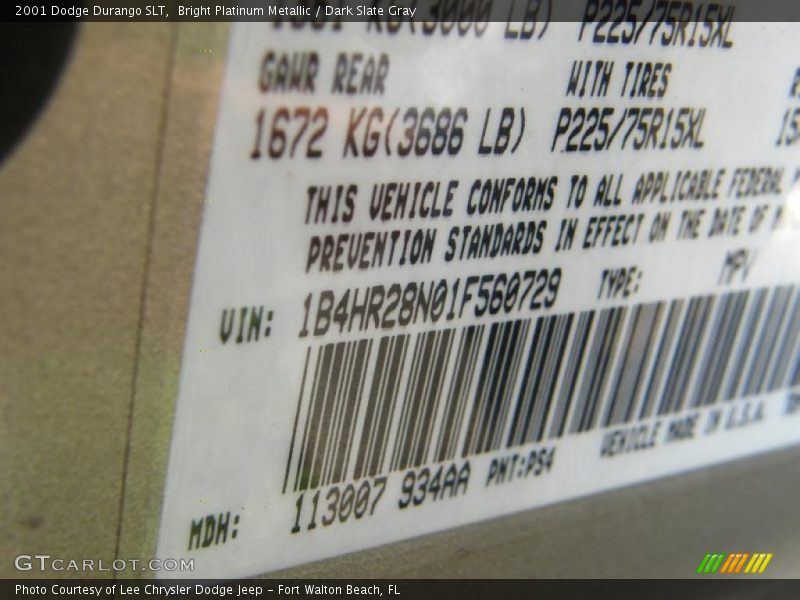 2001 Dodge Durango SLT,  Bright Platinum Metallic / Dark Slate Gray
KG(3000 LB) P225/75R15XL
GAWR REAR WITH TIRES
1672 KG(3686 LB) P225/75R15XL
THIS VEHICLE CONFORMS TO ALL APPLICABLE FEDERAL
PREVENTION STANDARDS IN EFFECT ON THE DATE OF
VIN: 1B4HR28N01F560729 TYPE: MPV
VEHICLE MADE IN U.S.A.
MDH: 113007 934AA PNT:PS4
GTCARLOT.COM
Photo Courtesy of Lee Chrysler Dodge Jeep - Fort Walton Beach, FL